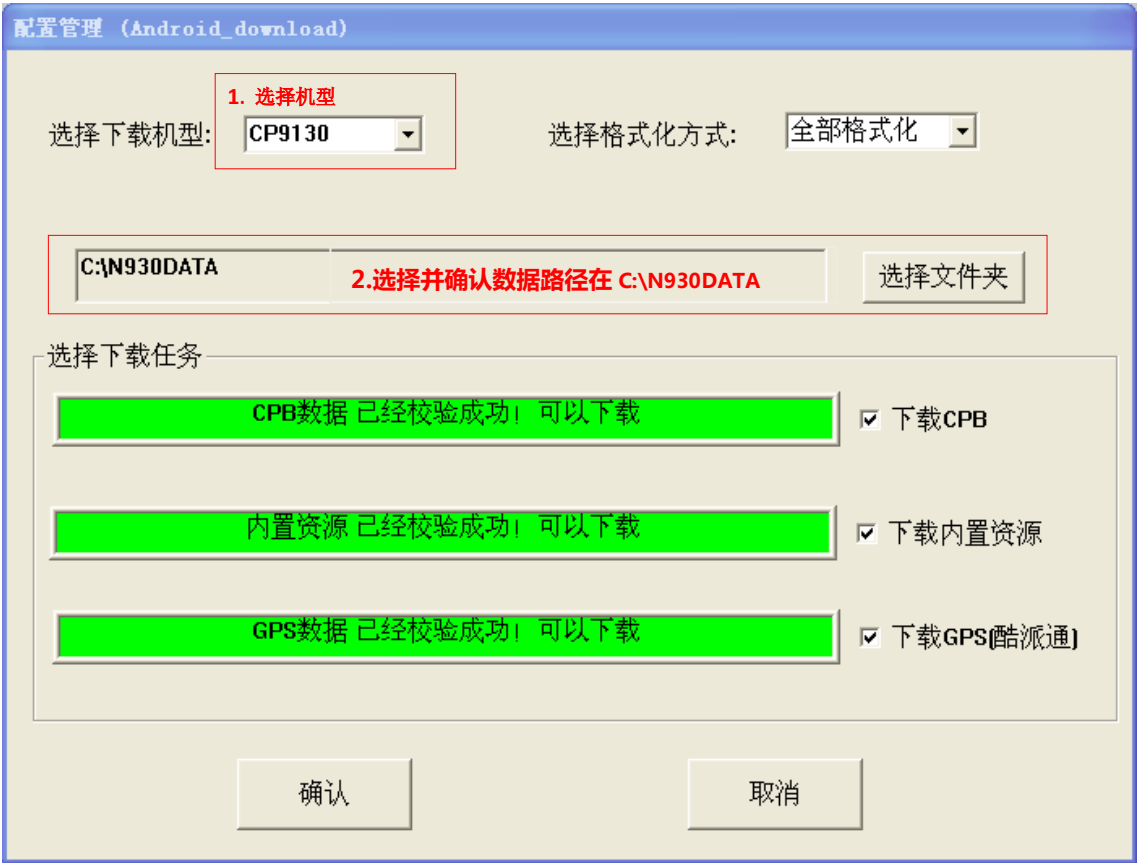 配置管理 (Android_download)
1. 选择机型
选择下载机型: CP9130 选择格式化方式: 全部格式化
C:\N930DATA 2.选择并确认数据路径在 C:\N930DATA 选择文件夹
选择下载任务
CPB数据 已经校验成功! 可以下载 下载CPB
内置资源 已经校验成功! 可以下载 下载内置资源
GPS数据 已经校验成功! 可以下载 下载GPS(酷派通)
确认 取消